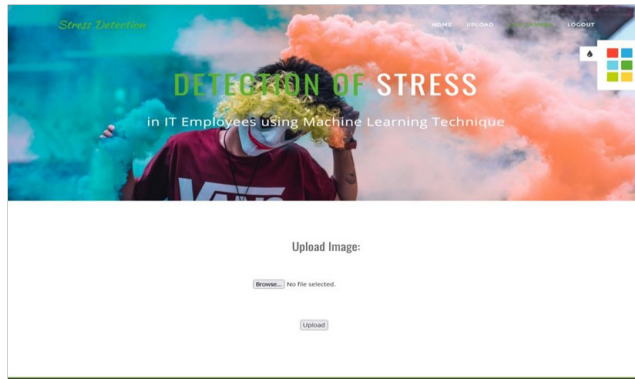 Stress Detection
HOME UPLOAD LOGOUT
DETECTION OF STRESS
in IT Employees using Machine Learning Technique
VANS
Upload Image:
Browse... No file selected.
Upload